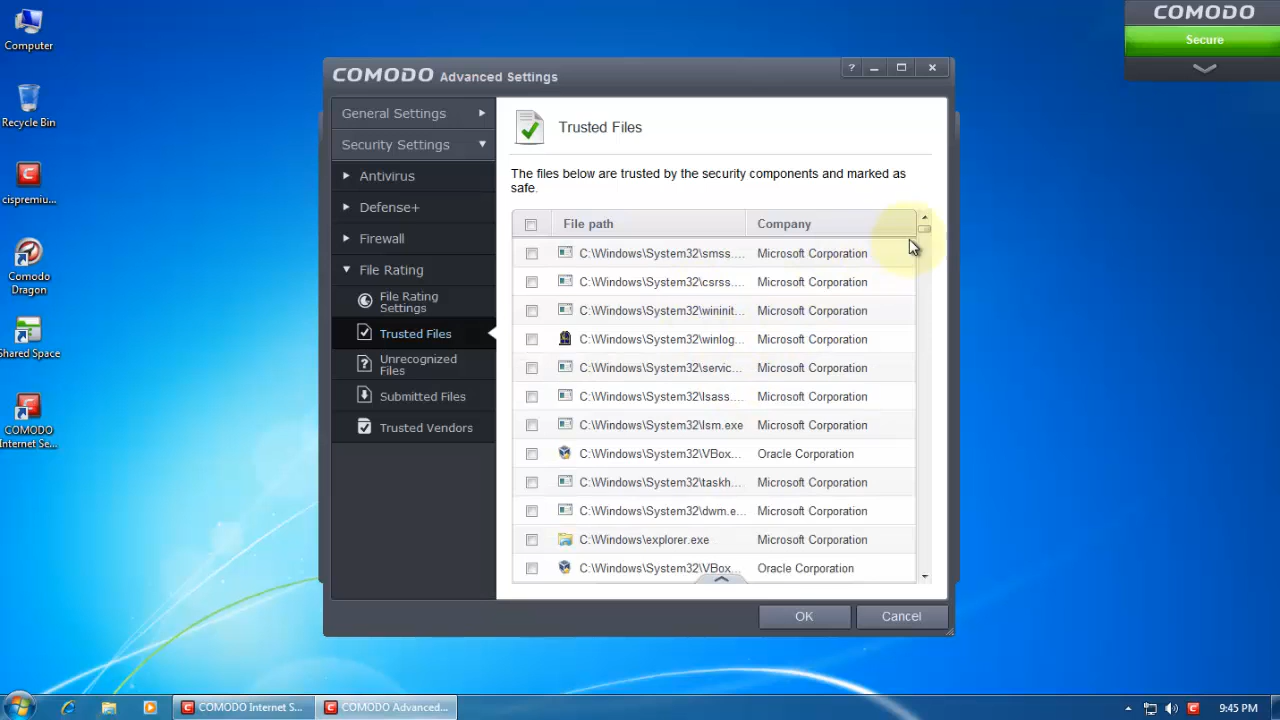 Computer
Recycle Bin
cispremiu...
Comodo
Dragon
Shared Space
COMODO
Internet Se...
COMODO
Secure
COMODO Advanced Settings
?
General Settings
Security Settings
Antivirus
Defense+
Firewall
File Rating
File Rating
Settings
Trusted Files
Unrecognized
Files
Submitted Files
Trusted Vendors
Trusted Files
The files below are trusted by the security components and marked as
safe.
File path Company
C:\Windows\System32\smss.... Microsoft Corporation
C:\Windows\System32\csrss.... Microsoft Corporation
C:\Windows\System32\wininit... Microsoft Corporation
C:\Windows\System32\winlog... Microsoft Corporation
C:\Windows\System32\servic... Microsoft Corporation
C:\Windows\System32\lsass.... Microsoft Corporation
C:\Windows\System32\lsm.exe Microsoft Corporation
C:\Windows\System32\VBox... Oracle Corporation
C:\Windows\System32\taskh... Microsoft Corporation
C:\Windows\System32\dwm.e... Microsoft Corporation
C:\Windows\explorer.exe Microsoft Corporation
C:\Windows\System32\VBox... Oracle Corporation
OK Cancel
COMODO Internet S... COMODO Advanced... 9:45 PM